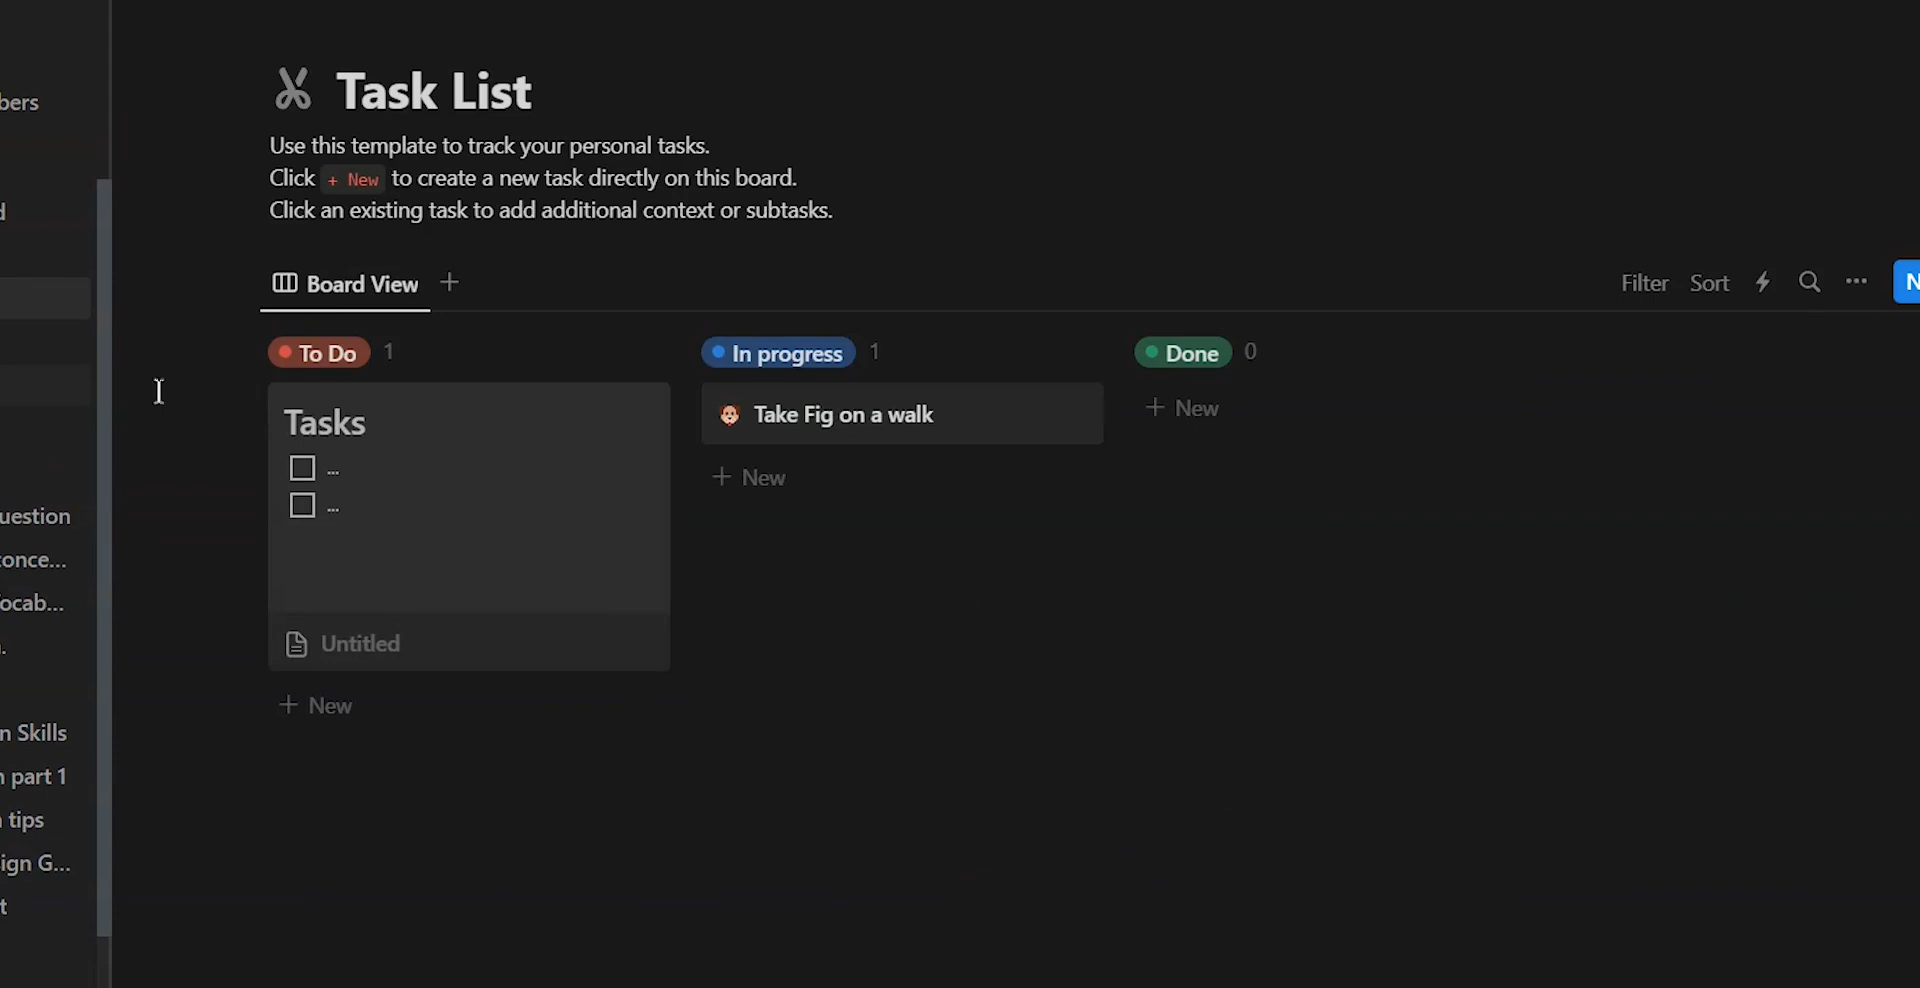 bers
d
uestion
conce...
ocab...
n Skills
n part 1
tips
ign G...
t
Task List
Use this template to track your personal tasks.
Click + New to create a new task directly on this board.
Click an existing task to add additional context or subtasks.
Board View
Filter Sort
N
To Do 1
In progress 1
Done 0
Tasks
...
...
Untitled
+ New
Take Fig on a walk
+ New
+ New